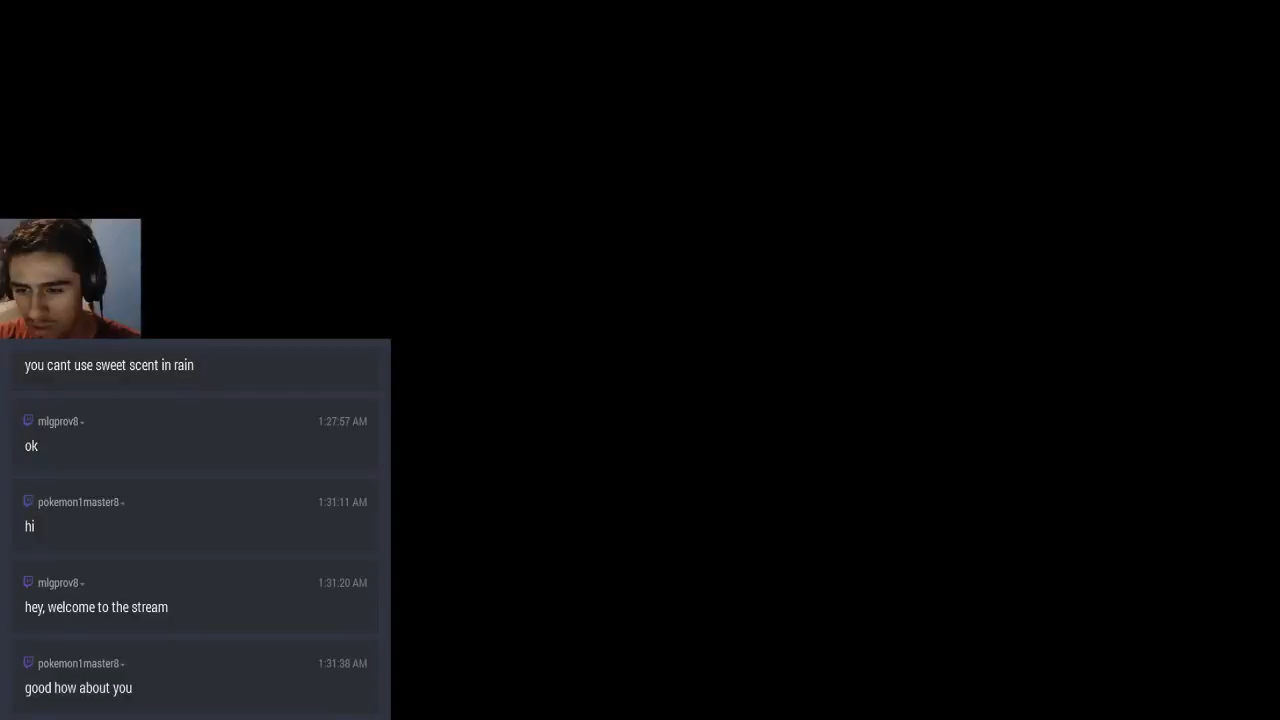 you cant use sweet scent in rain
mlgprov8 1:27:57 AM
ok
pokemon1master8 1:31:11 AM
hi
mlgprov8 1:31:20 AM
hey, welcome to the stream
pokemon1master8 1:31:38 AM
good how about you